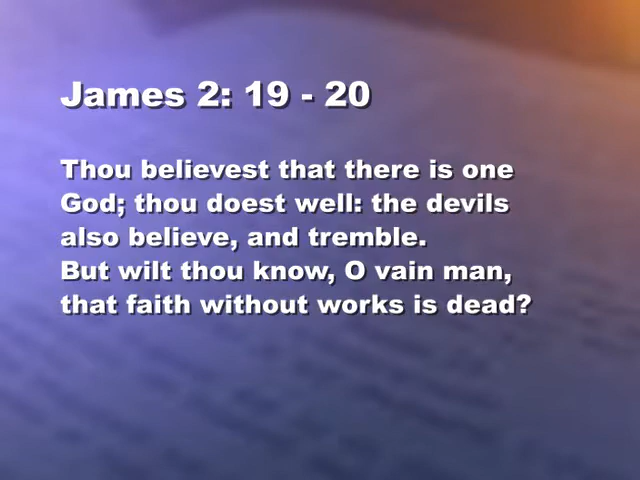 James 2: 19 - 20
Thou believest that there is one
God; thou doest well: the devils
also believe, and tremble.
But wilt thou know, O vain man,
that faith without works is dead?